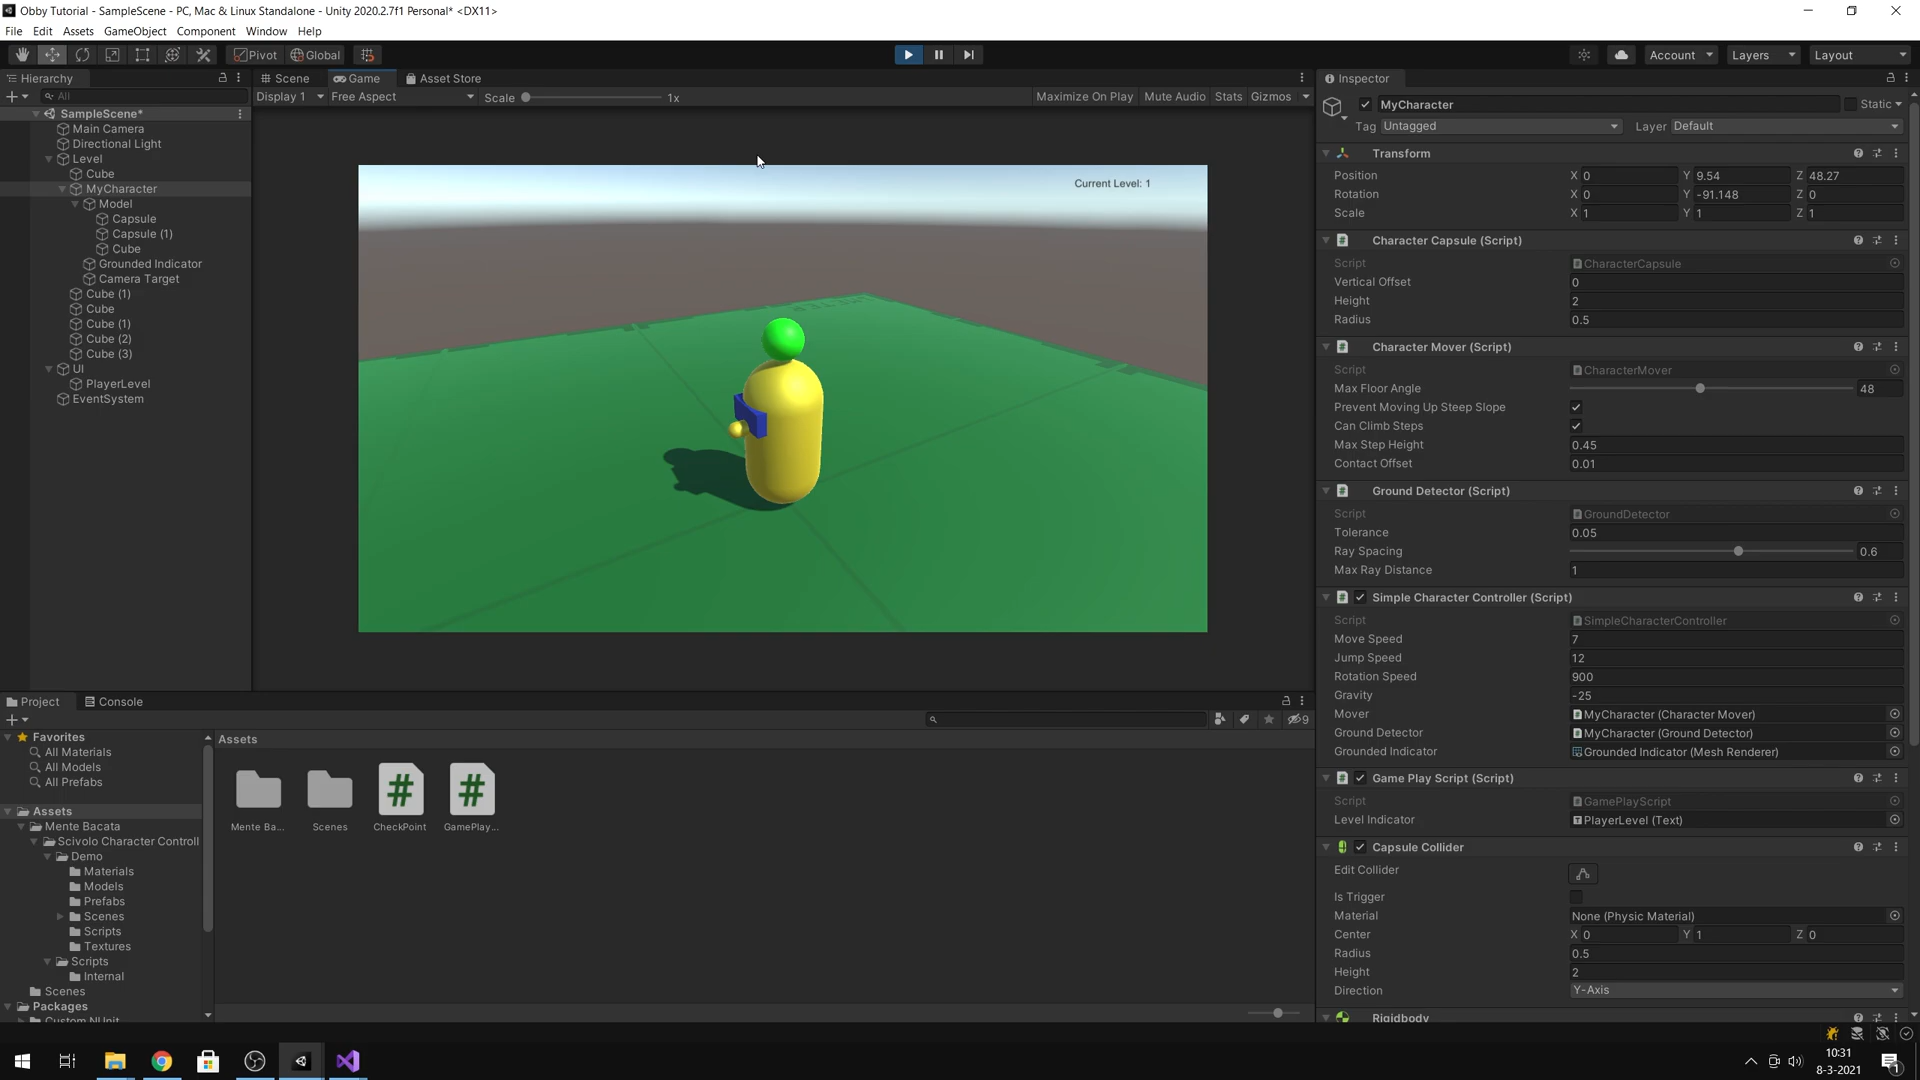 Obby Tutorial - SampleScene - PC, Mac & Linux Standalone - Unity 2020.2.7f1 Personal* <DX11>
File Edit Assets GameObject Component Window Help
Pivot Global Account Layers Layout
Hierarchy
All
SampleScene*
Main Camera
Directional Light
Level
Cube
MyCharacter
Model
Capsule
Capsule (1)
Cube
Grounded Indicator
Camera Target
Cube (1)
Cube
Cube (1)
Cube (2)
Cube (3)
UI
PlayerLevel
EventSystem
Scene Game Asset Store
Display 1 Free Aspect Scale 1x Maximize On Play Mute Audio Stats Gizmos
Current Level: 1
Inspector
MyCharacter Static
Tag Untagged Layer Default
Transform
Position X 0 Y 9.54 Z 48.27
Rotation X 0 Y -91.148 Z 0
Scale X 1 Y 1 Z 1
Character Capsule (Script)
Script CharacterCapsule
Vertical Offset 0
Height 2
Radius 0.5
Character Mover (Script)
Script CharacterMover
Max Floor Angle 48
Prevent Moving Up Steep Slope
Can Climb Steps
Max Step Height 0.45
Contact Offset 0.01
Ground Detector (Script)
Script GroundDetector
Tolerance 0.05
Ray Spacing 0.6
Max Ray Distance 1
Simple Character Controller (Script)
Script SimpleCharacterController
Move Speed 7
Jump Speed 12
Rotation Speed 900
Gravity -25
Mover MyCharacter (Character Mover)
Ground Detector MyCharacter (Ground Detector)
Grounded Indicator Grounded Indicator (Mesh Renderer)
Game Play Script (Script)
Script GamePlayScript
Level Indicator PlayerLevel (Text)
Capsule Collider
Edit Collider
Is Trigger
Material None (Physic Material)
Center X 0 Y 1 Z 0
Radius 0.5
Height 2
Direction Y-Axis
Rigidbody
Project Console
9
Favorites
All Materials
All Models
All Prefabs
Assets
Mente Bacata
Scivolo Character Controll
Demo
Materials
Models
Prefabs
Scenes
Scripts
Textures
Scripts
Internal
Scenes
Packages
Custom NUnit
Assets
Mente Ba... Scenes CheckPoint GamePlay...
10:31
8-3-2021
1